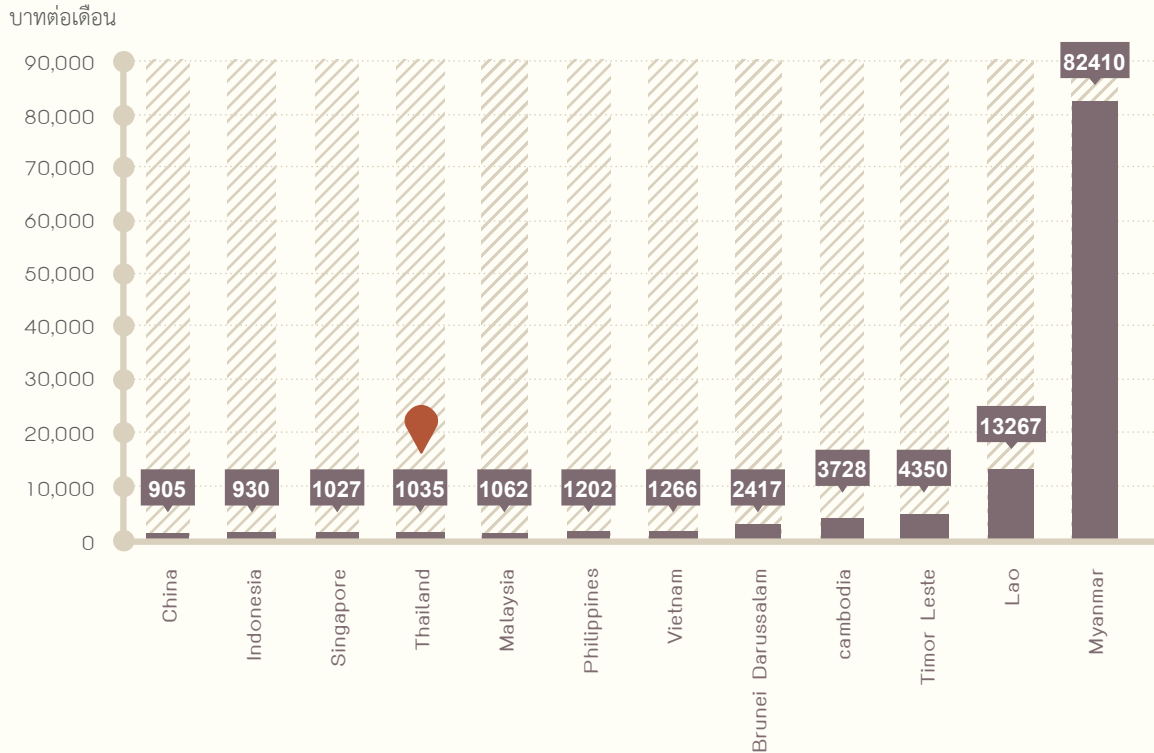 บาทต่อเดือน
90,000
80,000
70,000
60,000
50,000
40,000
30,000
20,000
10,000
0
905
930
1027
1035
1062
1202
1266
2417
3728
4350
13267
82410
China
Indonesia
Singapore
Thailand
Malaysia
Philippines
Vietnam
Brunei Darussalam
cambodia
Timor Leste
Lao
Myanmar